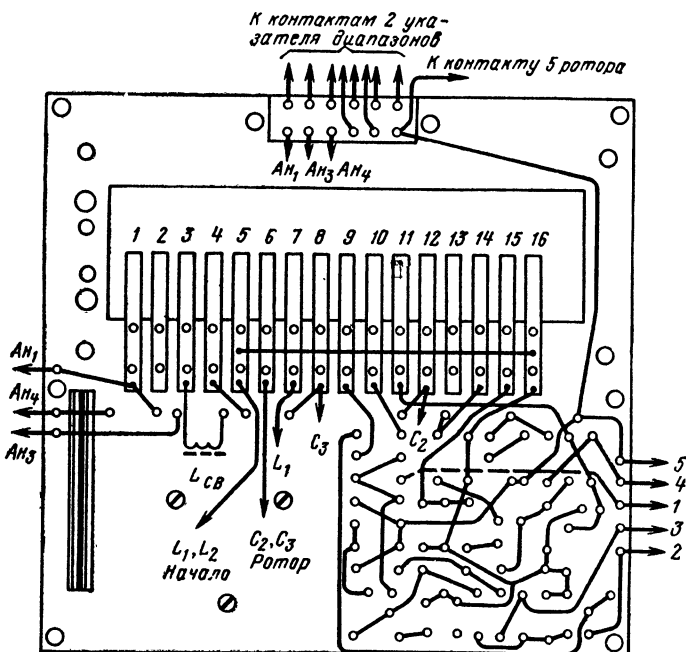 К контактам 2 ука-
зателя диапазонов
К контакту 5 ротора
Ан₁ Ан₃ Ан₄
1 2 3 4 5 6 7 8 9 10 11 12 13 14 15 16
Ан₁
Ан₄
Ан₃
Lсв
L₁
C₃
C₂
L₁, L₂
Начало
C₂, C₃
Ротор
5
4
1
3
2